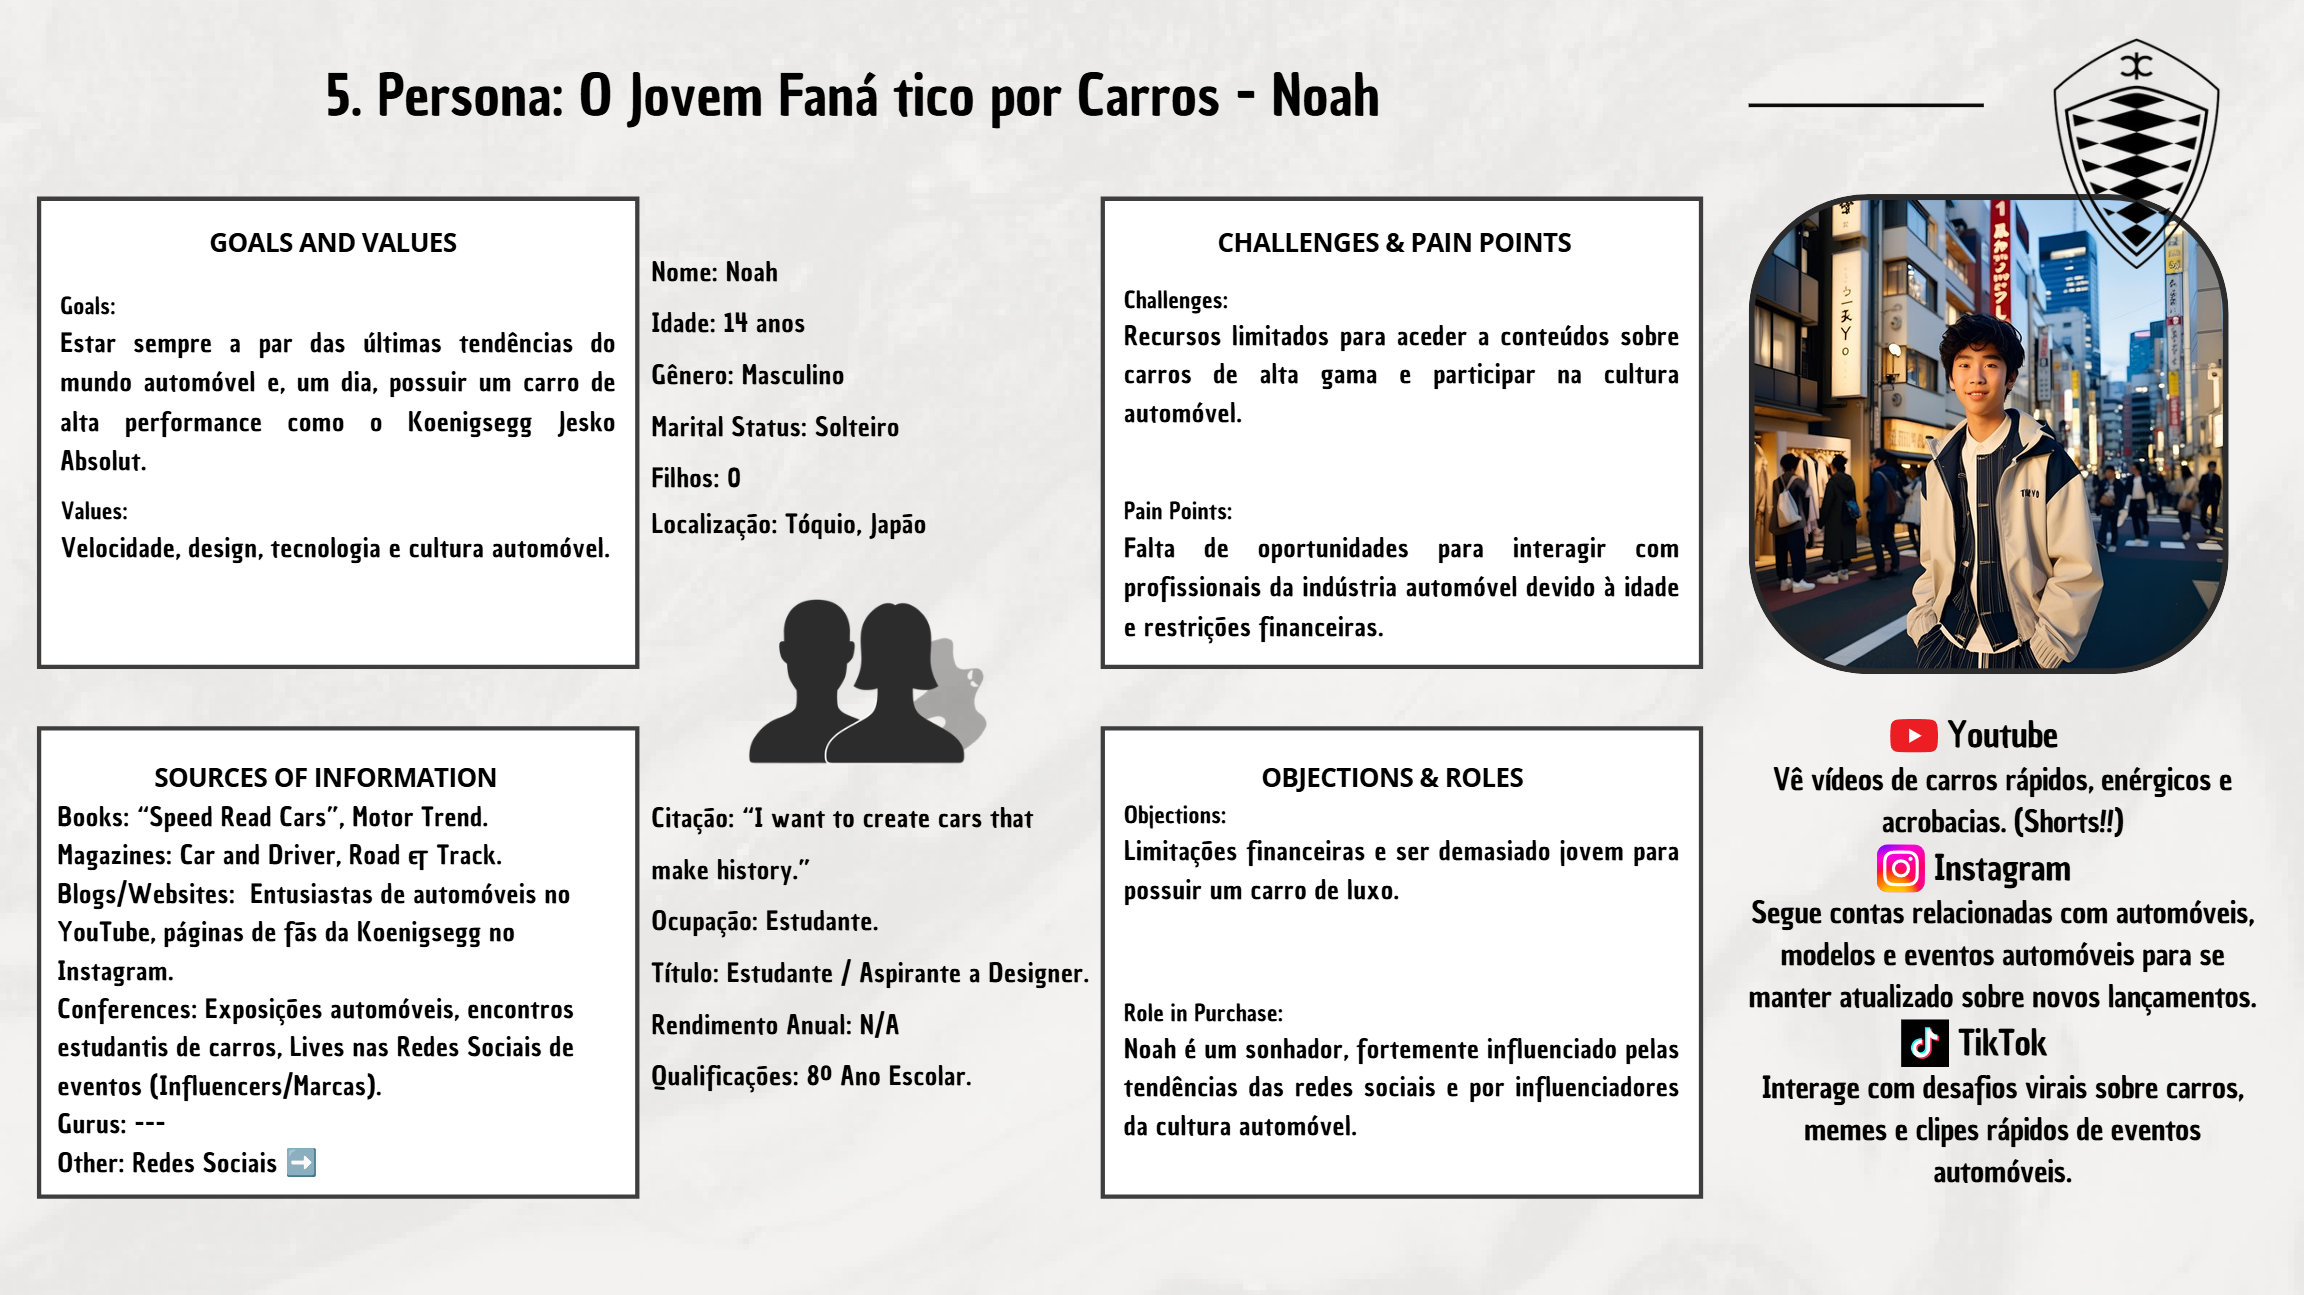 5. Persona: O Jovem Faná tico por Carros - Noah
GOALS AND VALUES
Goals:
Estar sempre a par das últimas tendências do
mundo automóvel e, um dia, possuir um carro de
alta performance como o Koenigsegg Jesko
Absolut.
Values:
Velocidade, design, tecnologia e cultura automóvel.
Nome: Noah
Idade: 14 anos
Gênero: Masculino
Marital Status: Solteiro
Filhos: 0
Localização: Tóquio, Japão
CHALLENGES & PAIN POINTS
Challenges:
Recursos limitados para aceder a conteúdos sobre
carros de alta gama e participar na cultura
automóvel.
Pain Points:
Falta de oportunidades para interagir com
profissionais da indústria automóvel devido à idade
e restrições financeiras.
SOURCES OF INFORMATION
Books: “Speed Read Cars”, Motor Trend.
Magazines: Car and Driver, Road & Track.
Blogs/Websites:  Entusiastas de automóveis no
YouTube, páginas de fãs da Koenigsegg no
Instagram.
Conferences: Exposições automóveis, encontros
estudantis de carros, Lives nas Redes Sociais de
eventos (Influencers/Marcas).
Gurus: ---
Other: Redes Sociais ➡️
Citação: “I want to create cars that
make history.”
Ocupação: Estudante.
Título: Estudante / Aspirante a Designer.
Rendimento Anual: N/A
Qualificações: 8º Ano Escolar.
OBJECTIONS & ROLES
Objections:
Limitações financeiras e ser demasiado jovem para
possuir um carro de luxo.
Role in Purchase:
Noah é um sonhador, fortemente influenciado pelas
tendências das redes sociais e por influenciadores
da cultura automóvel.
Youtube
Vê vídeos de carros rápidos, enérgicos e
acrobacias. (Shorts!!)
Instagram
Segue contas relacionadas com automóveis,
modelos e eventos automóveis para se
manter atualizado sobre novos lançamentos.
TikTok
Interage com desafios virais sobre carros,
memes e clipes rápidos de eventos
automóveis.